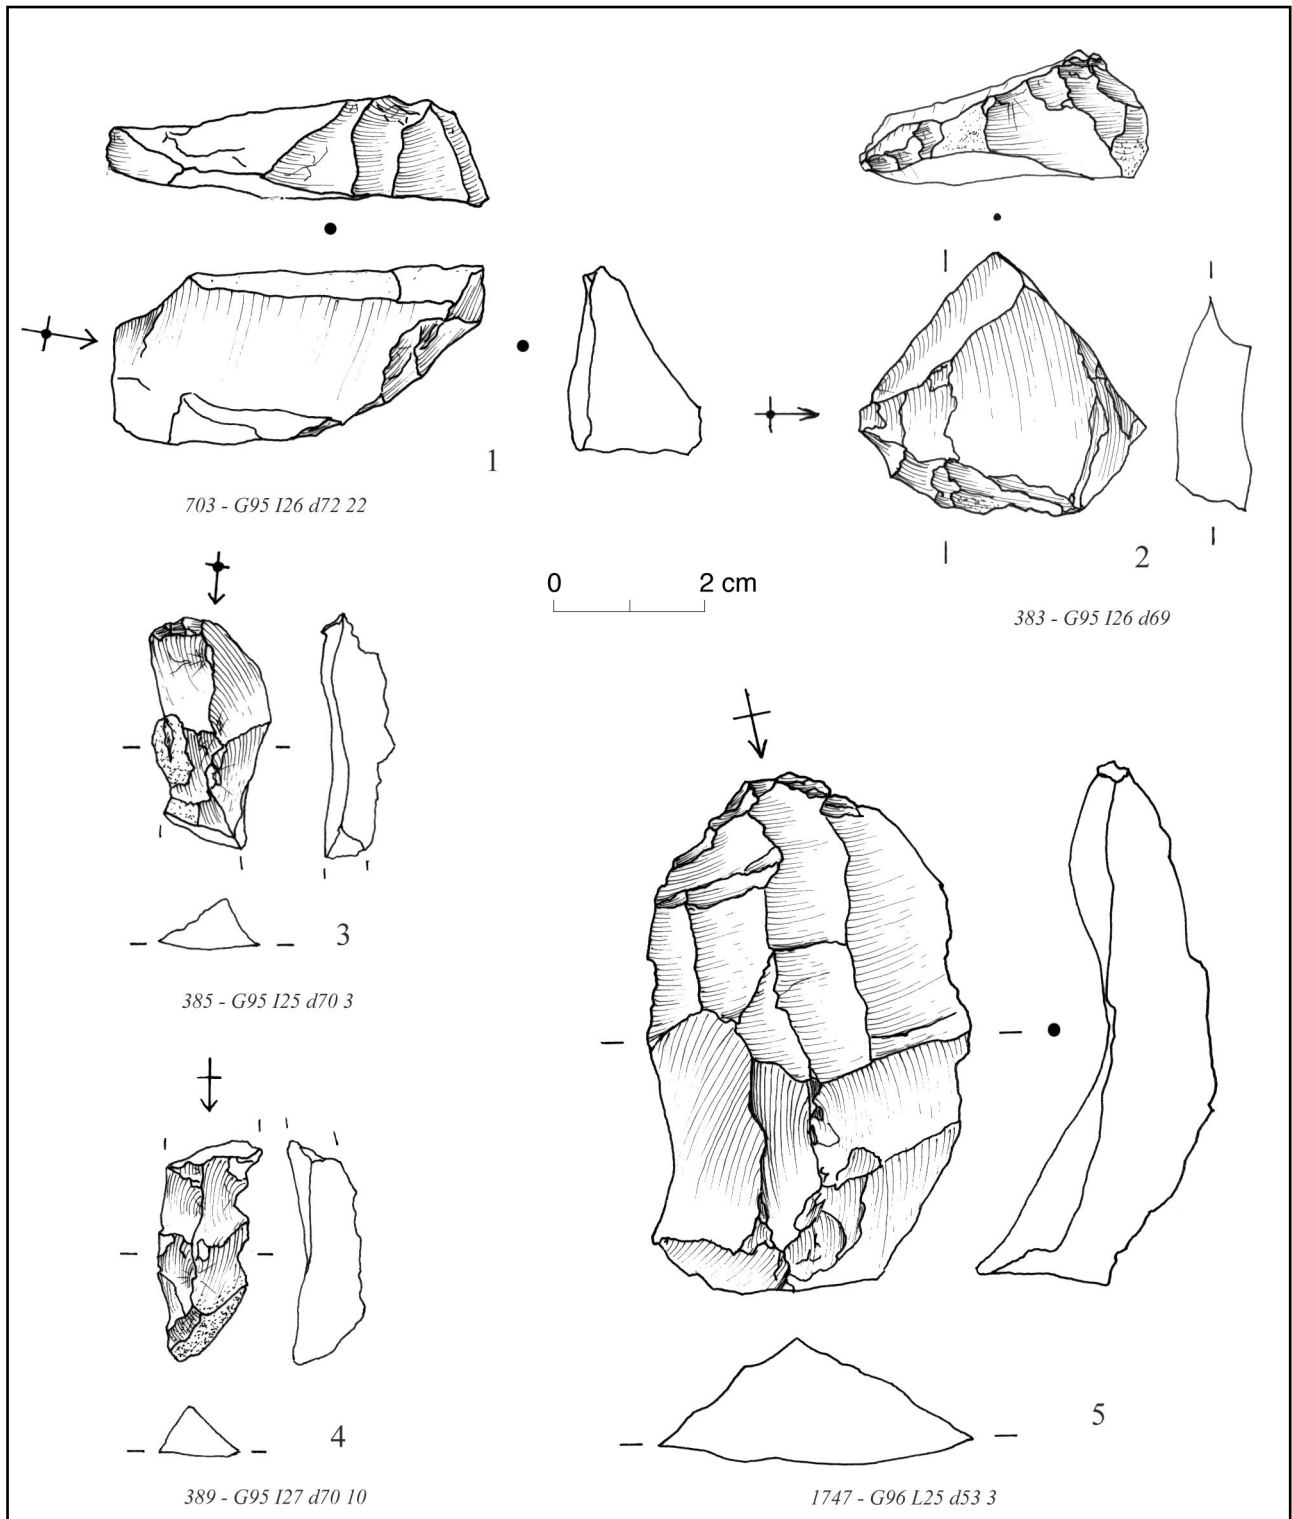 1
703 - G95 I26 d72 22
2
383 - G95 I26 d69
0 2 cm
3
385 - G95 I25 d70 3
4
389 - G95 I27 d70 10
5
1747 - G96 L25 d53 3